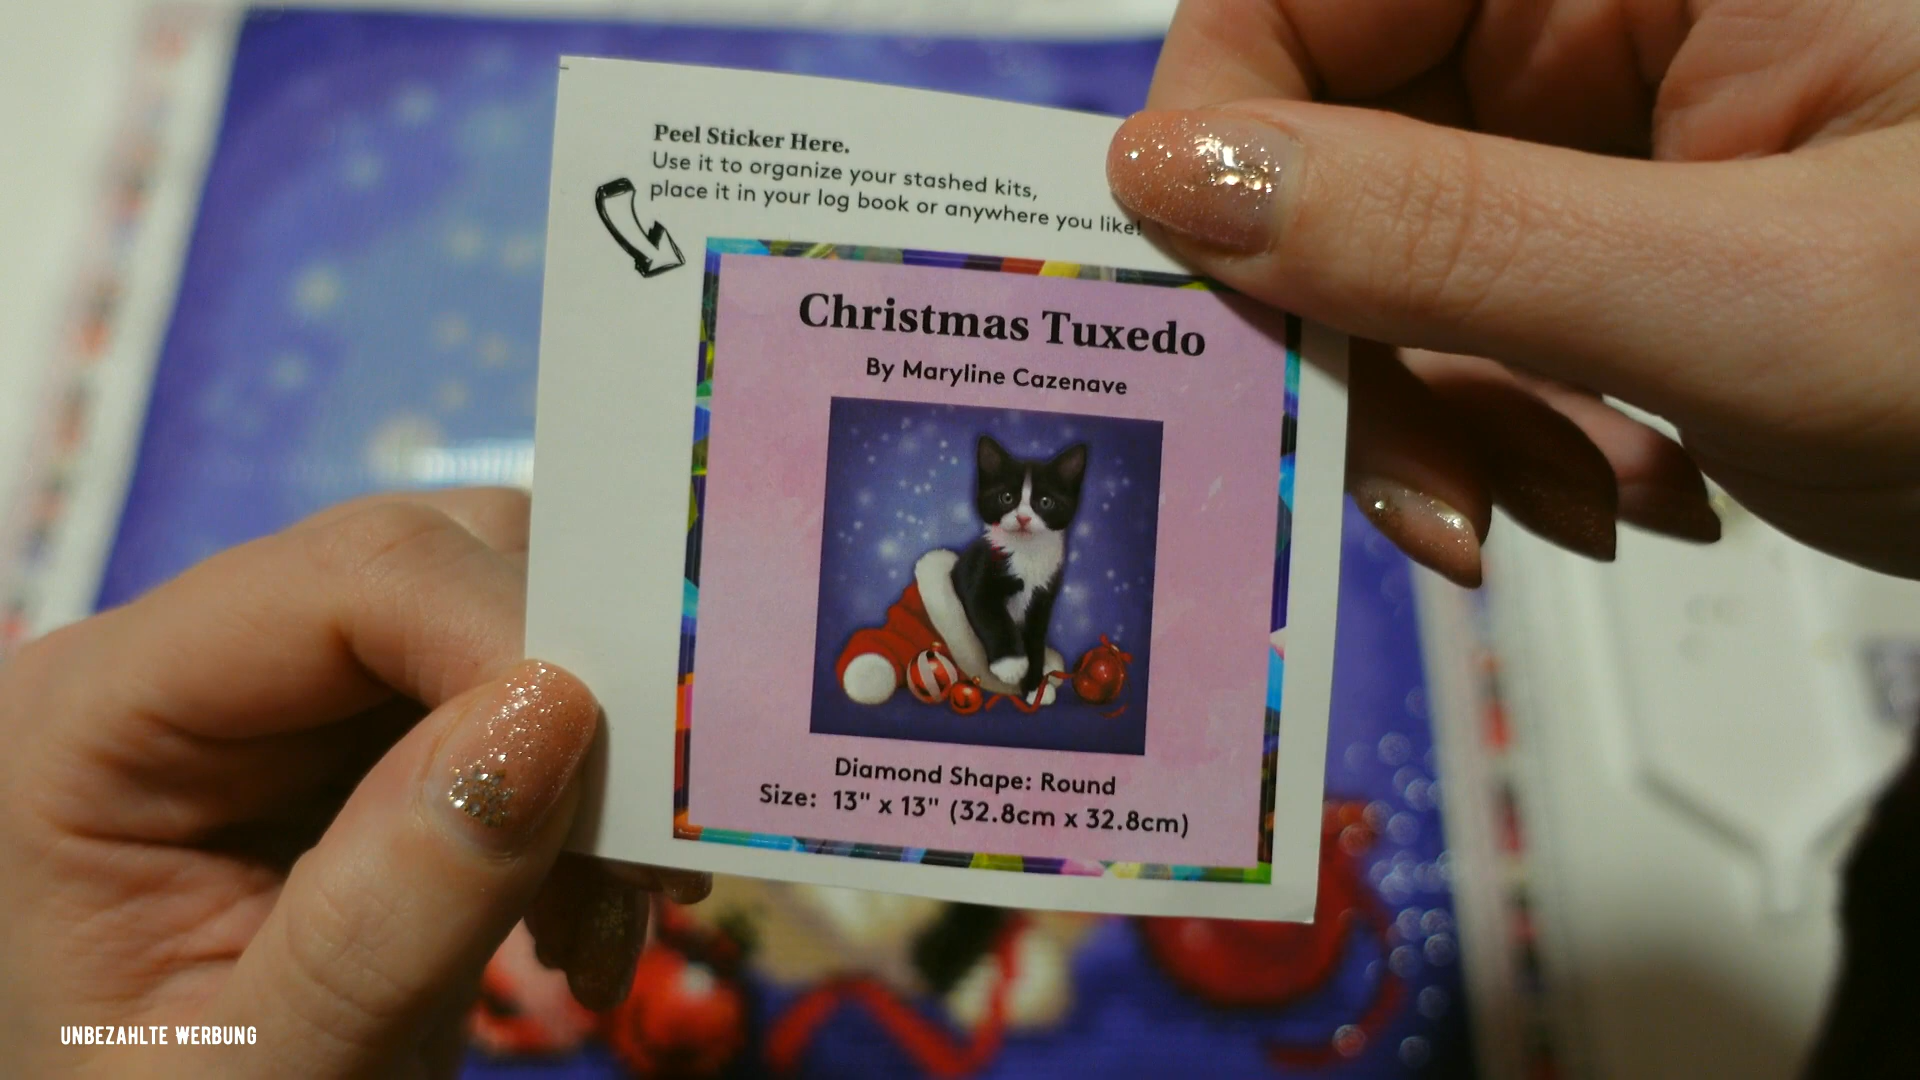 Peel Sticker Here.
Use it to organize your stashed kits,
place it in your log book or anywhere you like!
Christmas Tuxedo
By Maryline Cazenave
Diamond Shape: Round
Size: 13" x 13" (32.8cm x 32.8cm)
UNBEZAHLTE WERBUNG